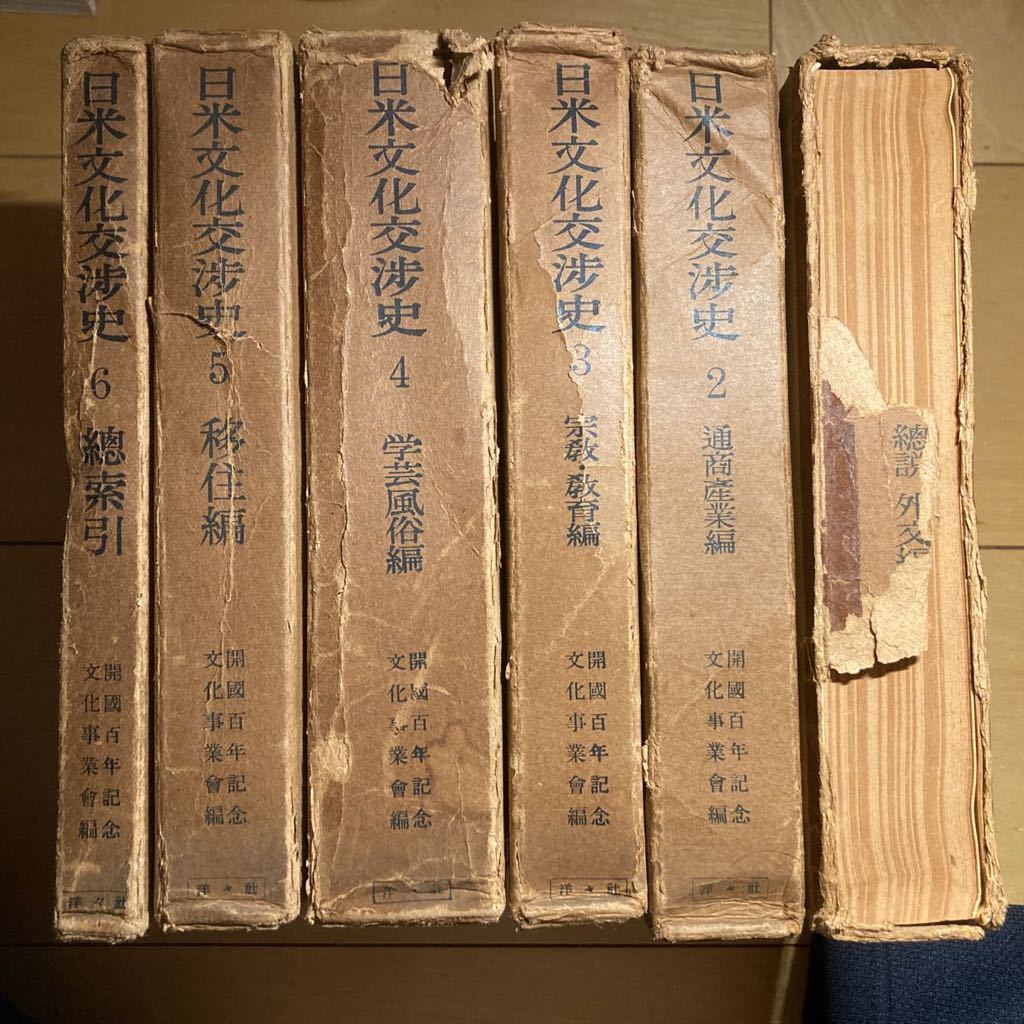 日米文化交渉史
6
總索引
開國百年記念
文化事業會編
洋々社
日米文化交渉史
5
移住編
開國百年記念
文化事業會編
洋々社
日米文化交渉史
4
学芸風俗編
開國百年記念
文化事業會編
洋 社
日米文化交渉史
3
宗教・教育編
開國百年記念
文化事業會編
洋々社
日米文化交渉史
2
通商産業編
開國百年記念
文化事業會編
洋々社
總説 外交